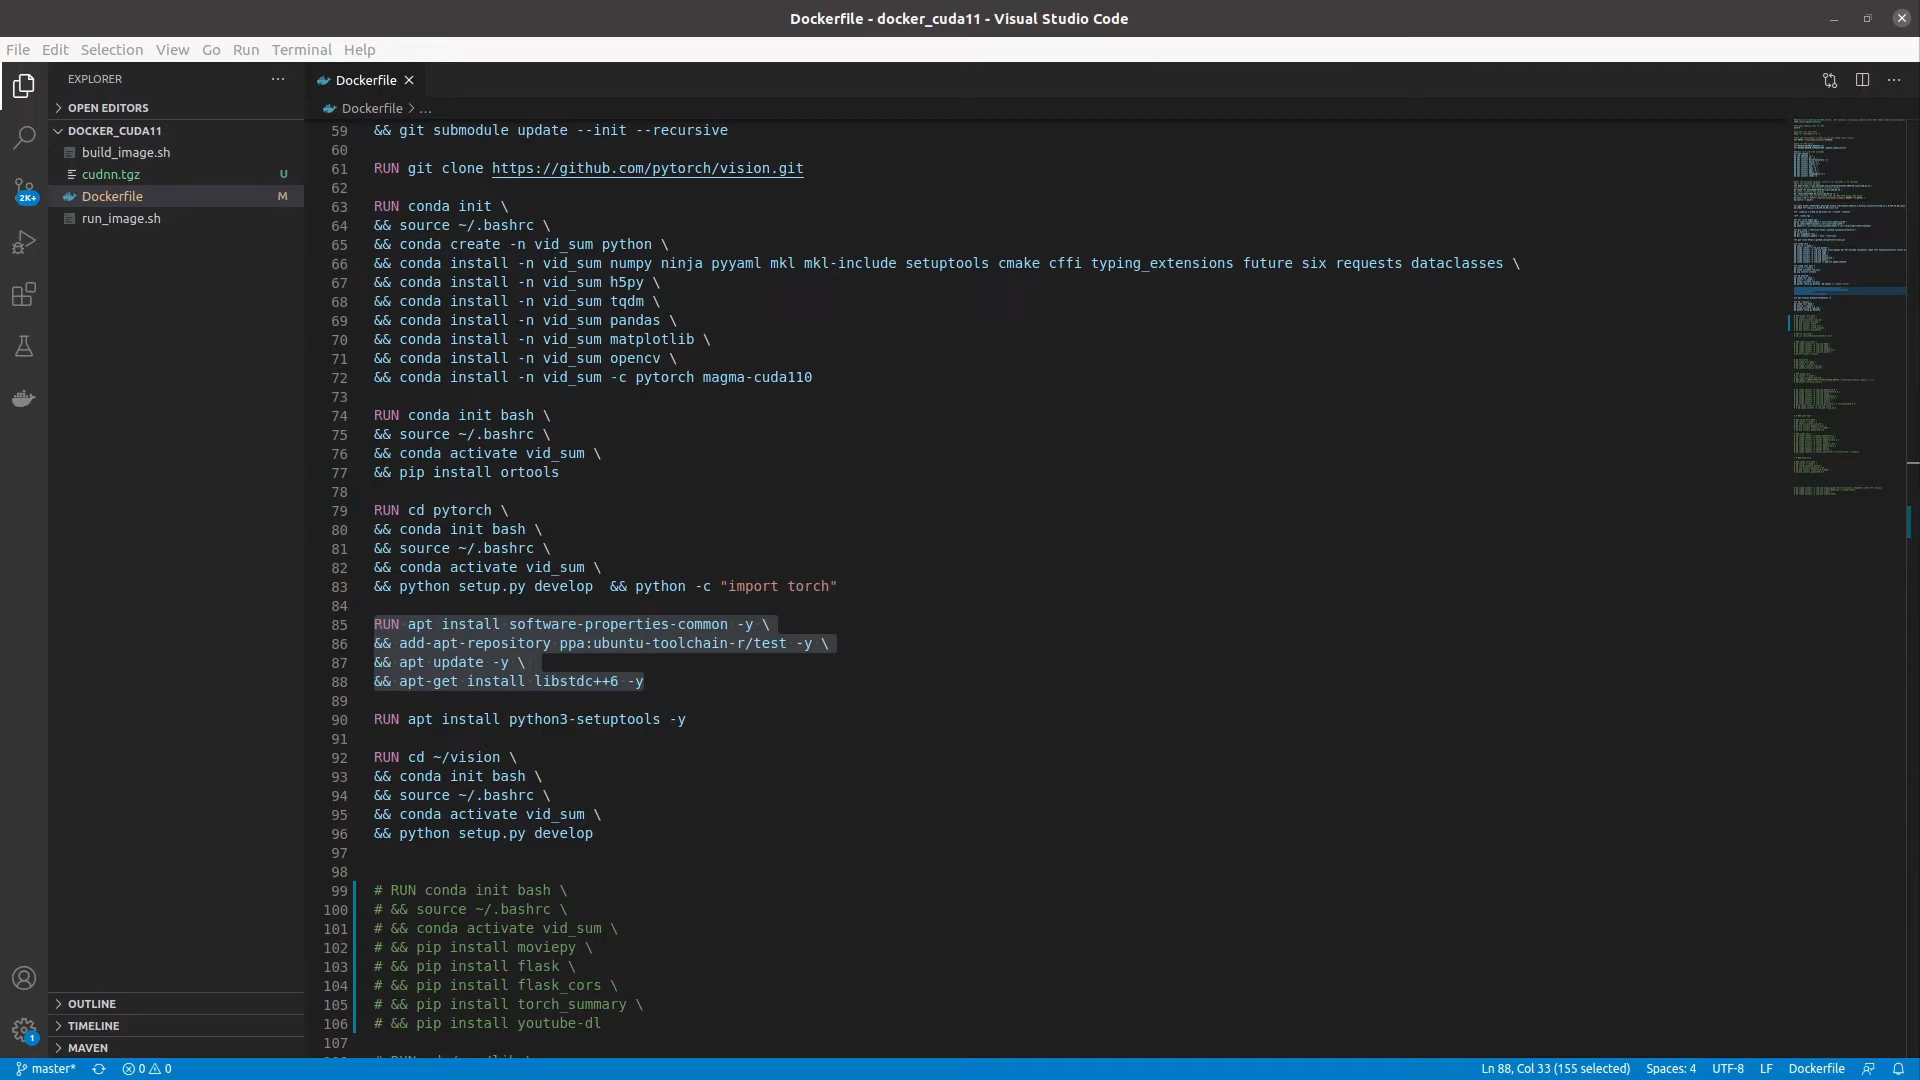 Dockerfile - docker_cuda11 - Visual Studio Code
File Edit Selection View Go Run Terminal Help
EXPLORER
OPEN EDITORS
DOCKER_CUDA11
build_image.sh
cudnn.tgz U
Dockerfile M
run_image.sh
2K+
OUTLINE
TIMELINE
MAVEN
1
Dockerfile
Dockerfile > ...
59 && git submodule update --init --recursive
60
61 RUN git clone https://github.com/pytorch/vision.git
62
63 RUN conda init \
64 && source ~/.bashrc \
65 && conda create -n vid_sum python \
66 && conda install -n vid_sum numpy ninja pyyaml mkl mkl-include setuptools cmake cffi typing_extensions future six requests dataclasses \
67 && conda install -n vid_sum h5py \
68 && conda install -n vid_sum tqdm \
69 && conda install -n vid_sum pandas \
70 && conda install -n vid_sum matplotlib \
71 && conda install -n vid_sum opencv \
72 && conda install -n vid_sum -c pytorch magma-cuda110
73
74 RUN conda init bash \
75 && source ~/.bashrc \
76 && conda activate vid_sum \
77 && pip install ortools
78
79 RUN cd pytorch \
80 && conda init bash \
81 && source ~/.bashrc \
82 && conda activate vid_sum \
83 && python setup.py develop  && python -c "import torch"
84
85 RUN apt install software-properties-common -y \
86 && add-apt-repository ppa:ubuntu-toolchain-r/test -y \
87 && apt update -y \
88 && apt-get install libstdc++6 -y
89
90 RUN apt install python3-setuptools -y
91
92 RUN cd ~/vision \
93 && conda init bash \
94 && source ~/.bashrc \
95 && conda activate vid_sum \
96 && python setup.py develop
97
98
99 # RUN conda init bash \
100 # && source ~/.bashrc \
101 # && conda activate vid_sum \
102 # && pip install moviepy \
103 # && pip install flask \
104 # && pip install flask_cors \
105 # && pip install torch_summary \
106 # && pip install youtube-dl
107
master* 0 0 Ln 88, Col 33 (155 selected) Spaces: 4 UTF-8 LF Dockerfile